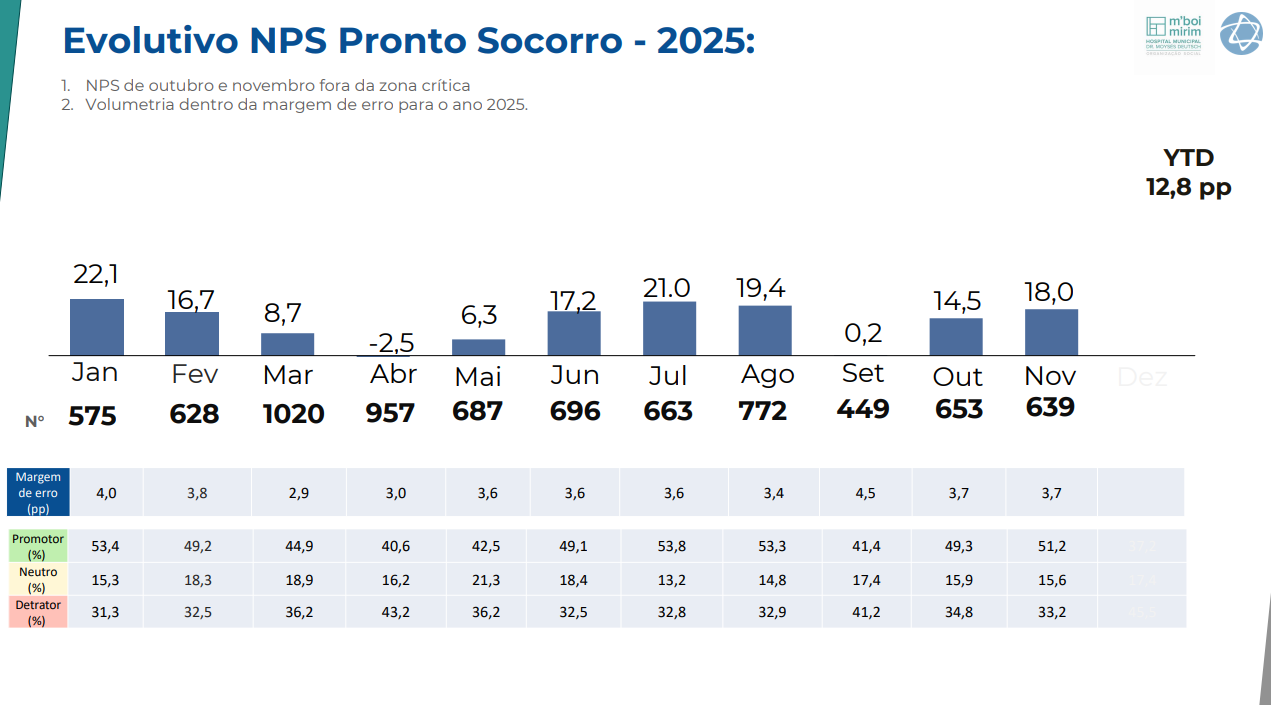 Evolutivo NPS Pronto Socorro - 2025:
m'boi
mirim
HOSPITAL MUNICIPAL
DR. MOYSÉS DEUTSCH
1. NPS de outubro e novembro fora da zona crítica
2. Volumetria dentro da margem de erro para o ano 2025.
YTD
12,8 pp
22,1 16,7 8,7 -2,5 6,3 17,2 21.0 19,4 0,2 14,5 18,0
Jan Fev Mar Abr Mai Jun Jul Ago Set Out Nov Dez
Nº 575 628 1020 957 687 696 663 772 449 653 639
Margem
de erro
(pp)
4,0 3,8 2,9 3,0 3,6 3,6 3,6 3,4 4,5 3,7 3,7
Promotor
(%)
53,4 49,2 44,9 40,6 42,5 49,1 53,8 53,3 41,4 49,3 51,2
Neutro
(%)
15,3 18,3 18,9 16,2 21,3 18,4 13,2 14,8 17,4 15,9 15,6
Detrator
(%)
31,3 32,5 36,2 43,2 36,2 32,5 32,8 32,9 41,2 34,8 33,2